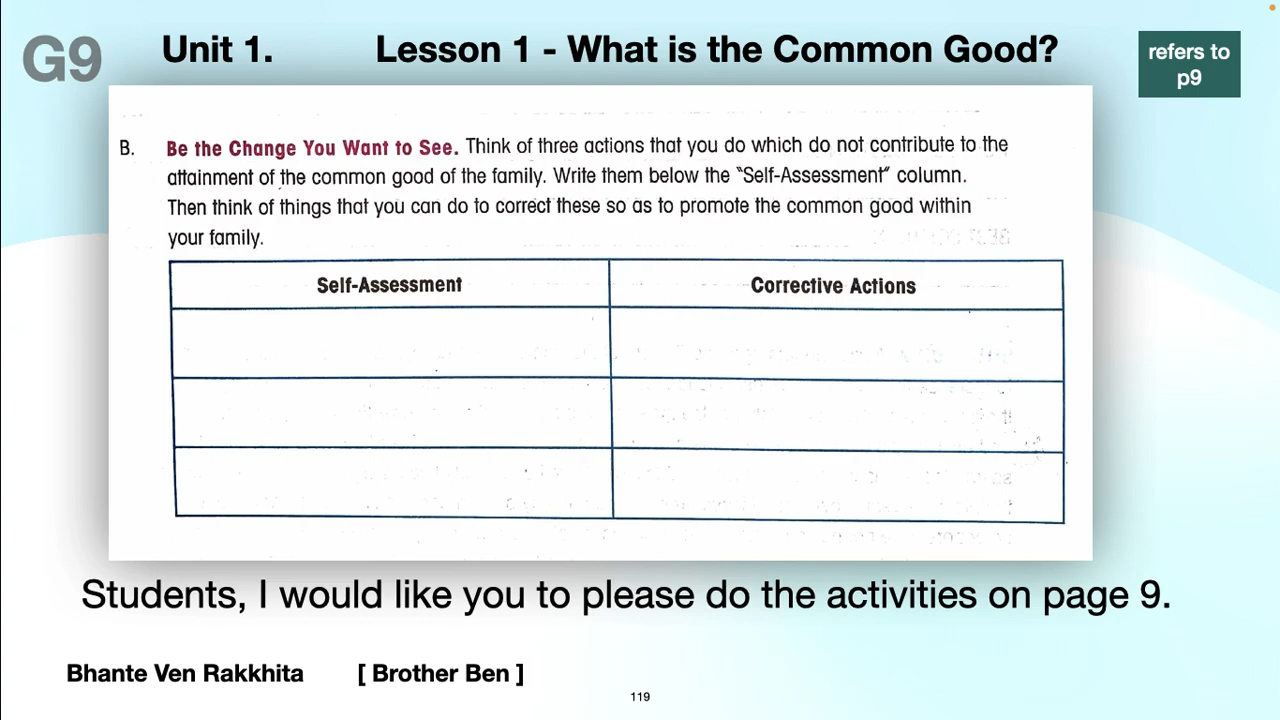 G9
Unit 1. Lesson 1 - What is the Common Good?
refers to
p9
B. Be the Change You Want to See. Think of three actions that you do which do not contribute to the
attainment of the common good of the family. Write them below the "Self-Assessment" column.
Then think of things that you can do to correct these so as to promote the common good within
your family.
Self-Assessment Corrective Actions
Students, I would like you to please do the activities on page 9.
Bhante Ven Rakkhita [ Brother Ben ]
119